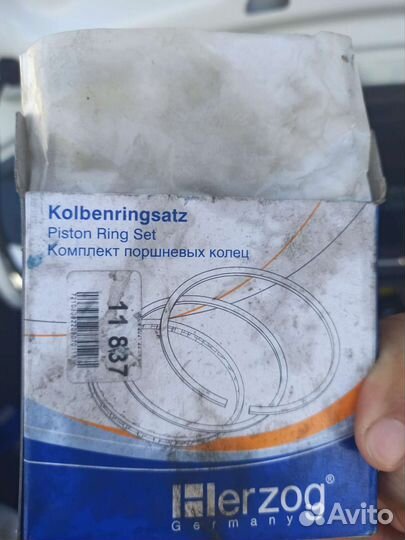 Kolbenringsatz
Piston Ring Set
Комплект поршневых колец
11 837
Herzog®
Germany
Avito